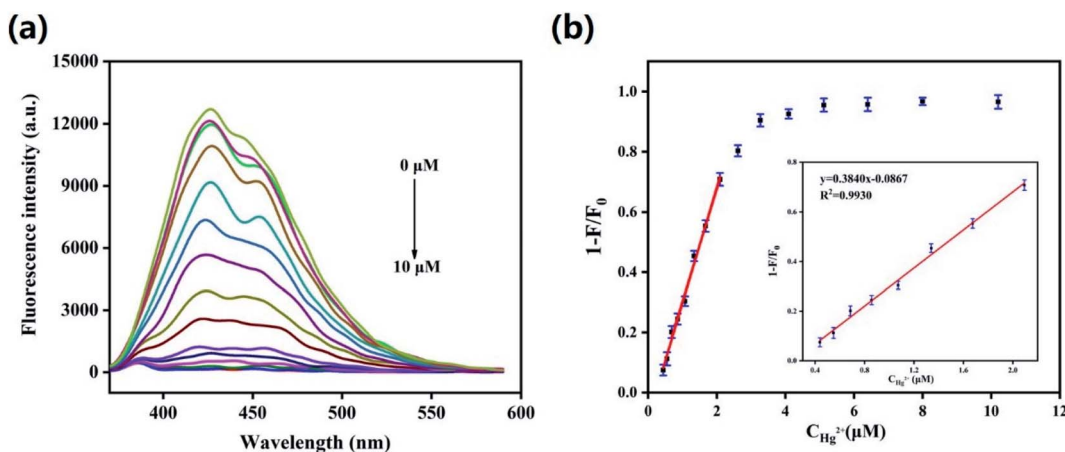 (a)
15000
12000
9000
6000
3000
0
Fluorescence intensity (a.u.)
0 μM
10 μM
400 450 500 550 600
Wavelength (nm)
(b)
1.0
0.8
0.6
0.4
0.2
0.0
1-F/F₀
0 2 4 6 8 10 12
C_Hg²⁺(μM)
y=0.3840x-0.0867
R²=0.9930
0.8
0.6
0.4
0.2
0.0
1-F/F₀
0.4 0.8 1.2 1.6 2.0
C_Hg²⁺ (μM)